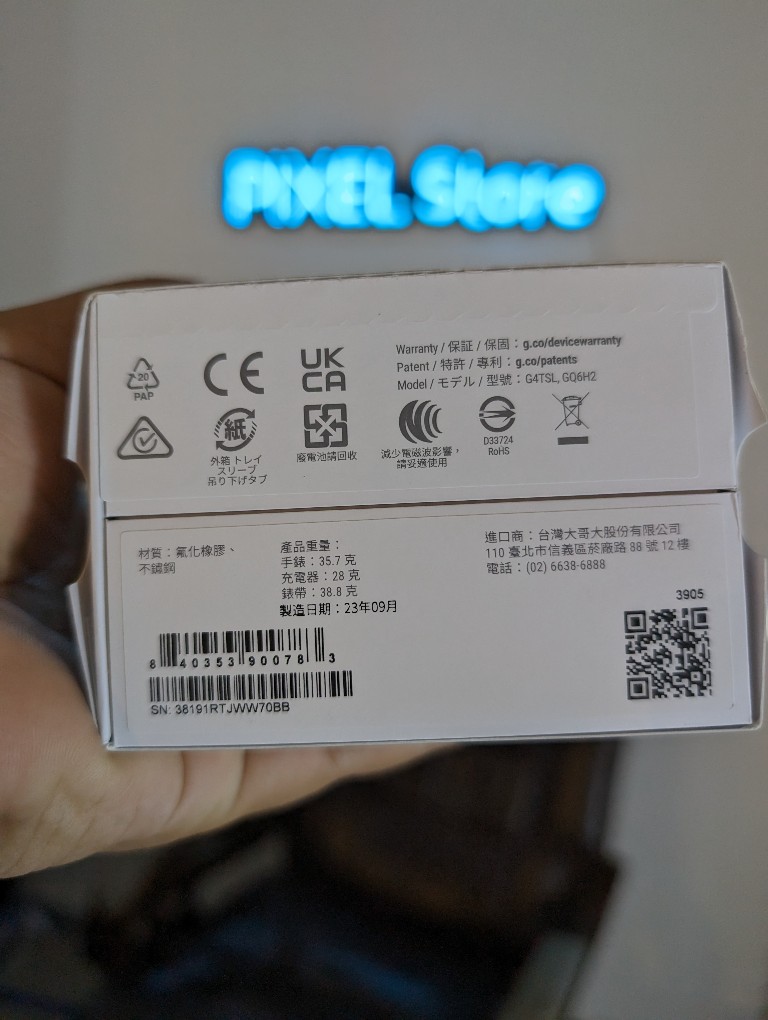 PIXEL Store
Warranty / 保証 / 保固：g.co/devicewarranty
Patent / 特許 / 專利：g.co/patents
Model / モデル / 型號：G4TSL, GQ6H2
20
PAP
CE
UK
CA
紙
外箱 トレイ
スリーブ
吊り下げタブ
廢電池請回收
減少電磁波影響，
請妥適使用
D33724
RoHS
材質：氟化橡膠、
不鏽鋼
產品重量：
手錶：35.7 克
充電器：28 克
錶帶：38.8 克
製造日期：23年09月
進口商：台灣大哥大股份有限公司
110 臺北市信義區菸廠路 88 號 12 樓
電話：(02) 6638-6888
3905
8 40353 90078 3
SN: 38191RTJWW70BB